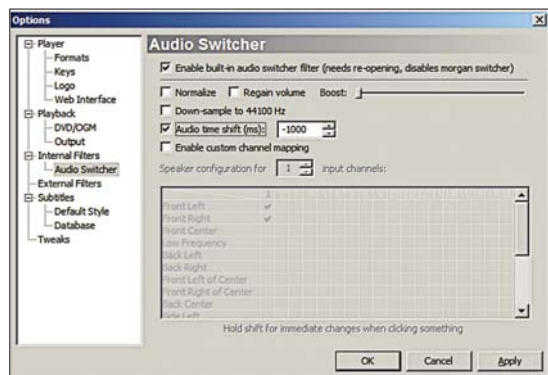 Options
Player
Formats
Keys
Logo
Web Interface
Playback
DVD/OGM
Output
Internal Filters
Audio Switcher
External Filters
Subtitles
Default Style
Database
Tweaks
Audio Switcher
Enable built-in audio switcher filter (needs re-opening, disables morgan switcher)
Normalize Regain volume Boost:
Down-sample to 44100 Hz
Audio time shift (ms): -1000
Enable custom channel mapping
Speaker configuration for 1 input channels:
1
Front Left
Front Right
Front Center
Low Frequency
Back Left
Back Right
Front Left of Center
Front Right of Center
Back Center
Side Left
Hold shift for immediate changes when clicking something
OK Cancel Apply